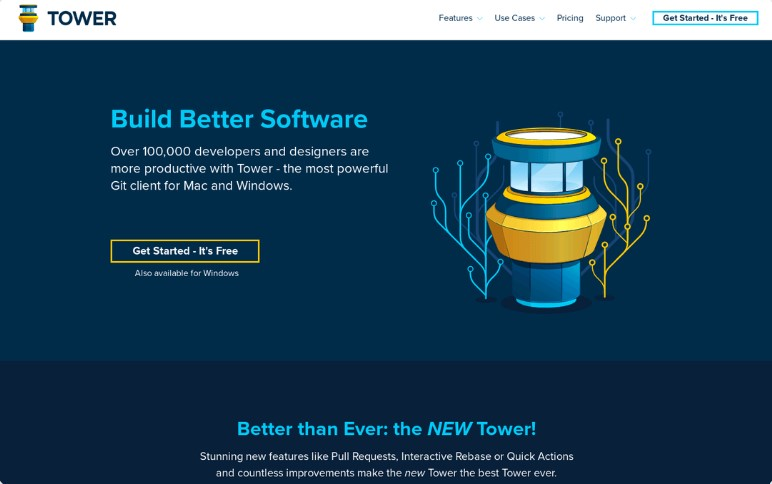 TOWER
Features
Use Cases
Pricing
Support
Get Started - It's Free
Build Better Software
Over 100,000 developers and designers are
more productive with Tower - the most powerful
Git client for Mac and Windows.
Get Started - It's Free
Also available for Windows
Better than Ever: the NEW Tower!
Stunning new features like Pull Requests, Interactive Rebase or Quick Actions
and countless improvements make the new Tower the best Tower ever.